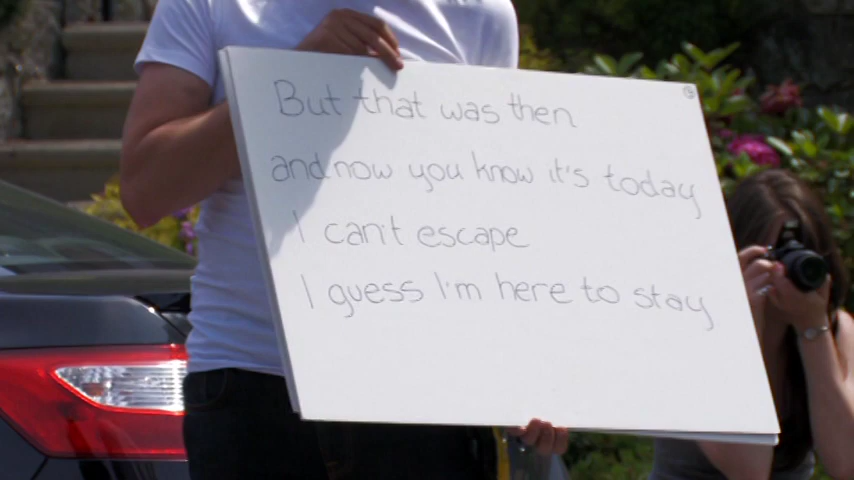 But that was then
and now you know it's today
I can't escape
I guess I'm here to stay